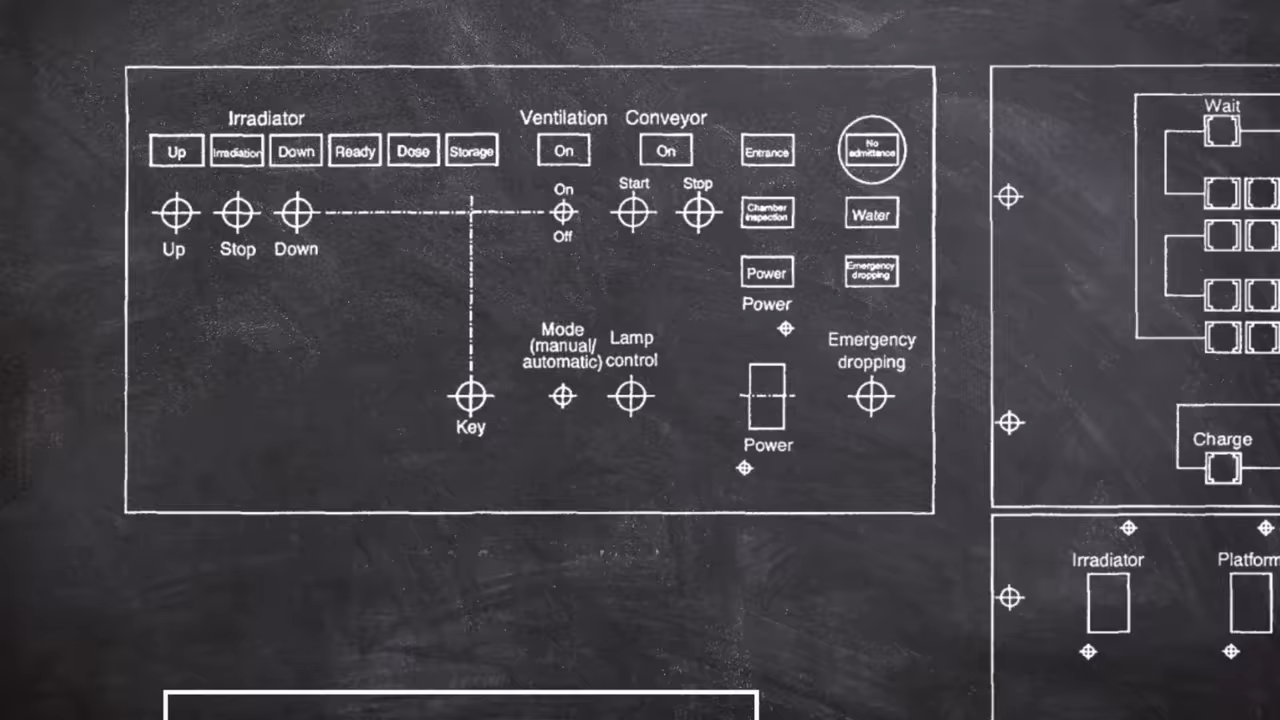 Irradiator
Ventilation
Conveyor
Up
Irradiation
Down
Ready
Dose
Storage
On
On
Entrance
No
admittance
On
Start
Stop
Off
Up
Stop
Down
Chamber
inspection
Water
Power
Emergency
dropping
Power
Mode
(manual/
automatic)
Lamp
control
Emergency
dropping
Key
Power
Wait
Charge
Irradiator
Platform